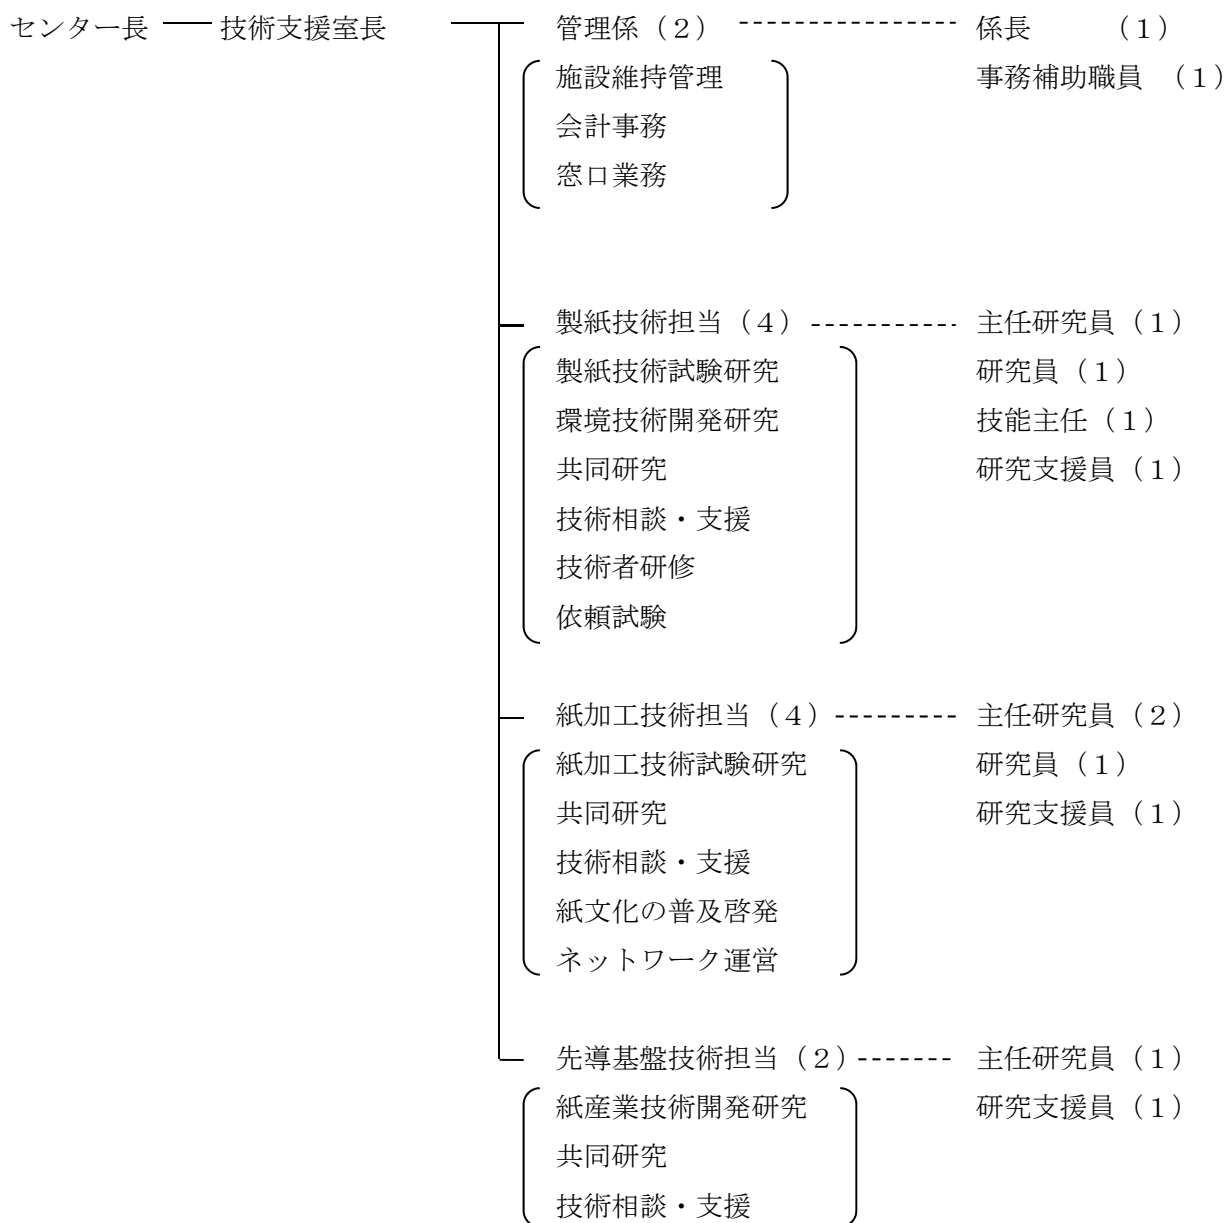 センター長 技術支援室長 管理係（２） 係長 （１）
施設維持管理 事務補助職員 （１）
会計事務
窓口業務
製紙技術担当（４） 主任研究員（１）
製紙技術試験研究 研究員（１）
環境技術開発研究 技能主任（１）
共同研究 研究支援員（１）
技術相談・支援
技術者研修
依頼試験
紙加工技術担当（４） 主任研究員（２）
紙加工技術試験研究 研究員（１）
共同研究 研究支援員（１）
技術相談・支援
紙文化の普及啓発
ネットワーク運営
先導基盤技術担当（２） 主任研究員（１）
紙産業技術開発研究 研究支援員（１）
共同研究
技術相談・支援